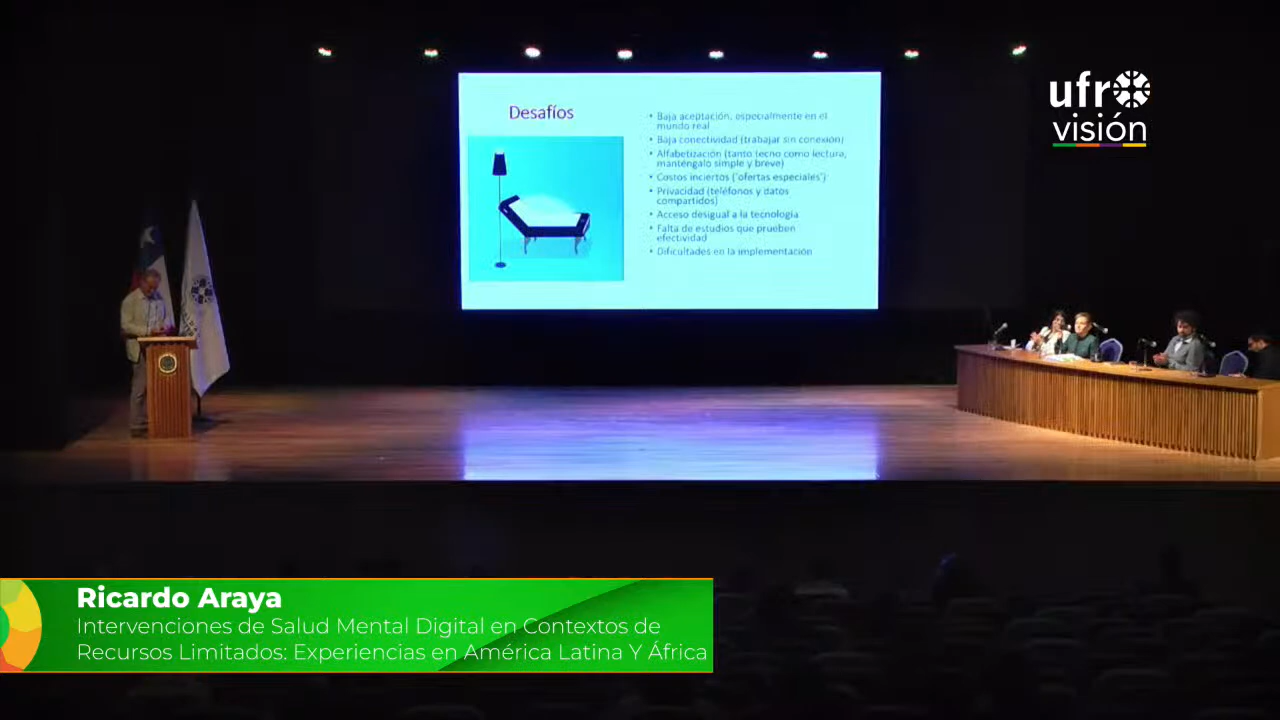 Desafíos
• Baja aceptación, especialmente en el
mundo real
• Baja conectividad (trabajar sin conexión)
• Alfabetización (tanto tecno como lectura,
manténgalo simple y breve)
• Costos inciertos ('ofertas especiales')
• Privacidad (teléfonos y datos
compartidos)
• Acceso desigual a la tecnología
• Falta de estudios que prueben
efectividad
• Dificultades en la implementación
ufro
visión
Ricardo Araya
Intervenciones de Salud Mental Digital en Contextos de
Recursos Limitados: Experiencias en América Latina Y África